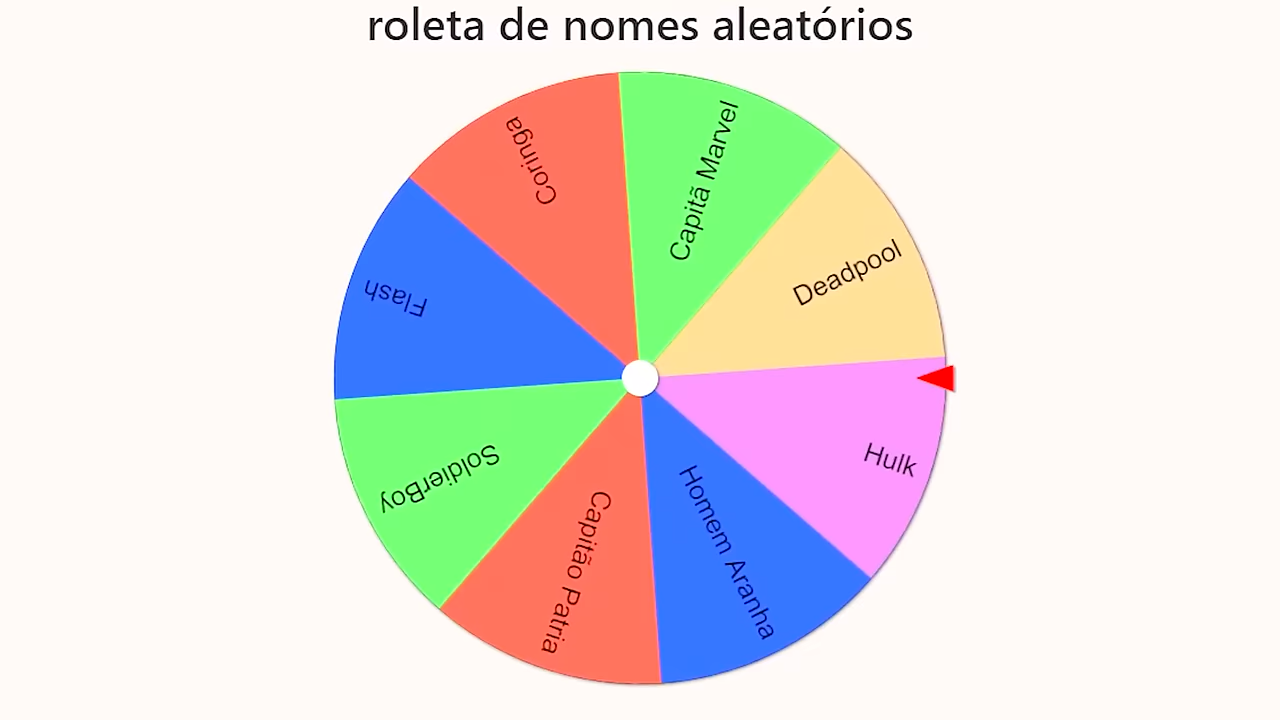 roleta de nomes aleatórios
Capitã Marvel
Deadpool
Hulk
Homem Aranha
Capitão Patria
SoldierBoy
Flash
Coringa